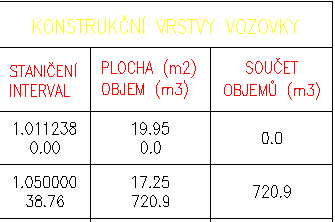 KONSTRUKČNÍ VRSTVY VOZOVKY
STANIČENÍ
INTERVAL
PLOCHA (m2)
OBJEM (m3)
SOUČET
OBJEMŮ (m3)
1.011238
0.00
19.95
0.0
0.0
1.050000
38.76
17.25
720.9
720.9